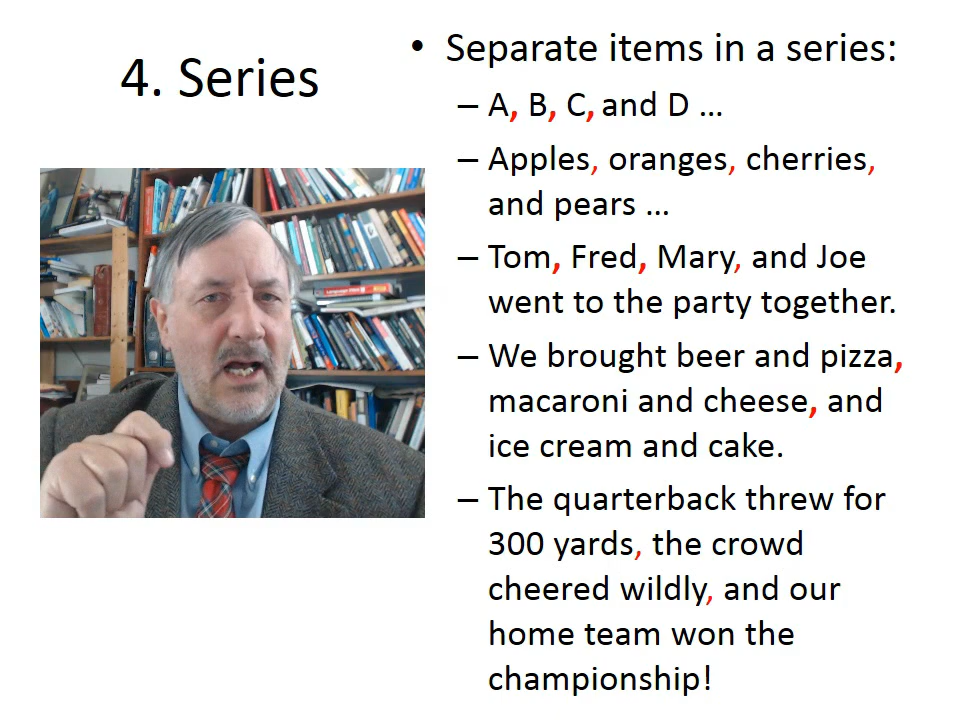 4. Series
• Separate items in a series:
– A, B, C, and D ...
– Apples, oranges, cherries,
and pears ...
– Tom, Fred, Mary, and Joe
went to the party together.
– We brought beer and pizza,
macaroni and cheese, and
ice cream and cake.
– The quarterback threw for
300 yards, the crowd
cheered wildly, and our
home team won the
championship!